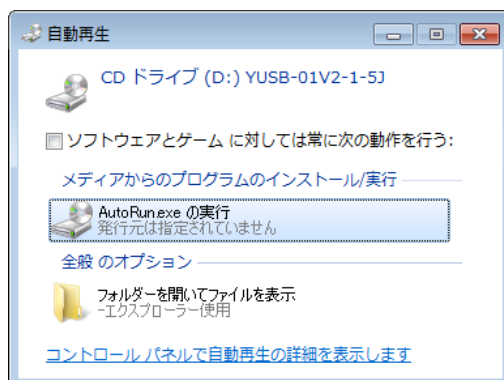 自動再生
CD ドライブ (D:) YUSB-01V2-1-5J
ソフトウェアとゲーム に対しては常に次の動作を行う:
メディアからのプログラムのインストール/実行
AutoRun.exe の実行
発行元は指定されていません
全般 のオプション
フォルダーを開いてファイルを表示
-エクスプローラー使用
コントロール パネルで自動再生の詳細を表示します